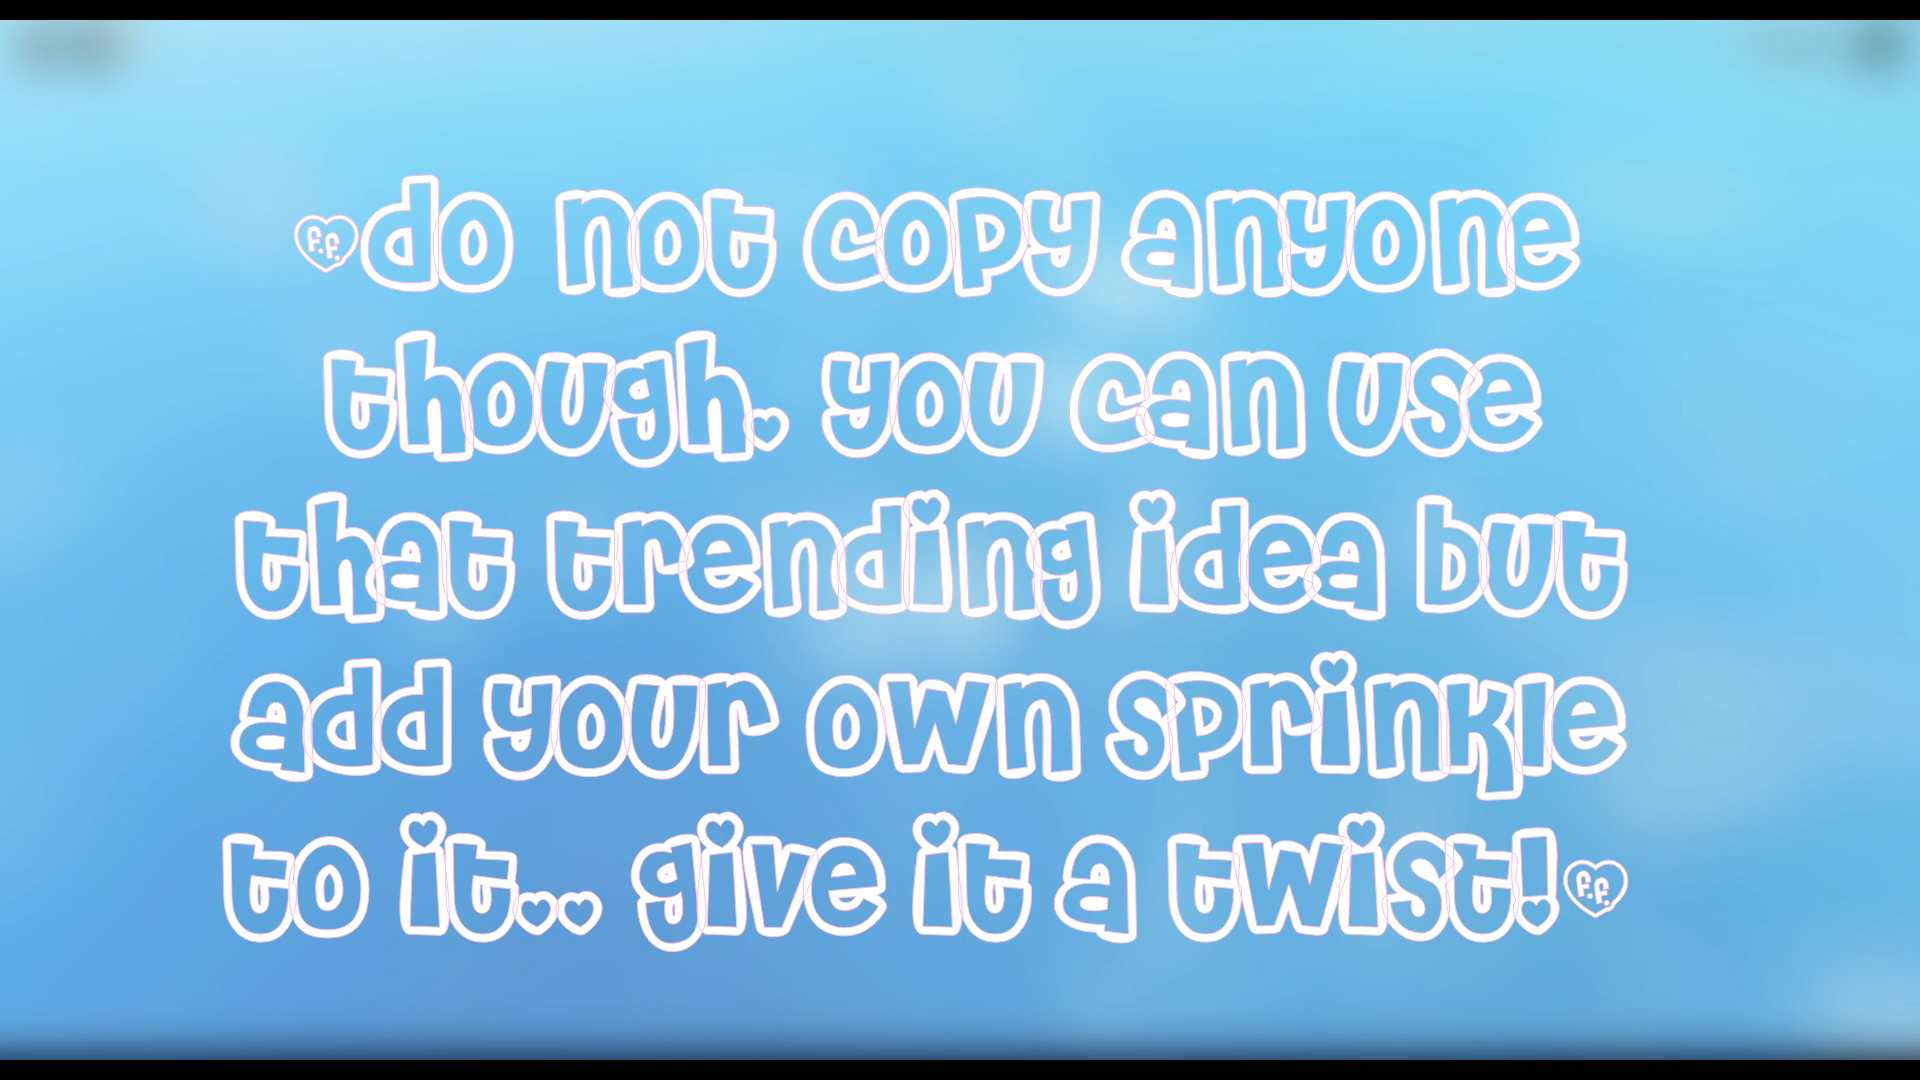 do not copy anyone
though. you can use
that trending idea but
add your own sprinkle
to it.. give it a twist!